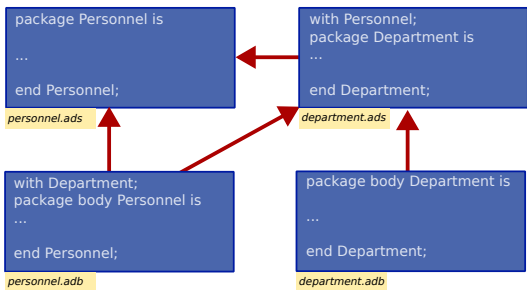 package Personnel is
...
end Personnel;
personnel.ads
with Personnel;
package Department is
...
end Department;
department.ads
with Department;
package body Personnel is
...
end Personnel;
personnel.adb
package body Department is
...
end Department;
department.adb